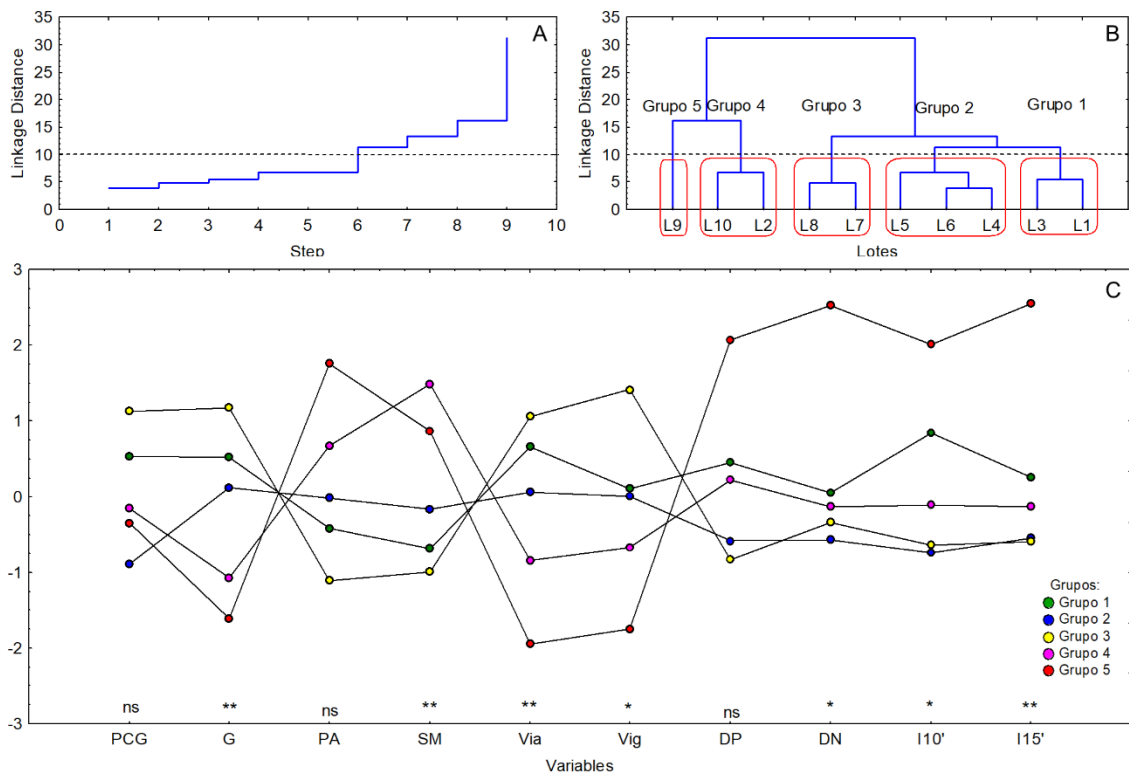 35
30
25
20
15
10
5
0
Linkage Distance
A
0 1 2 3 4 5 6 7 8 9 10
Step
35
30
25
20
15
10
5
0
Linkage Distance
B
Grupo 5 Grupo 4 Grupo 3 Grupo 2 Grupo 1
L9 L10 L2 L8 L7 L5 L6 L4 L3 L1
Lotes
3
2
1
0
-1
-2
-3
C
Grupos:
Grupo 1
Grupo 2
Grupo 3
Grupo 4
Grupo 5
ns ** ns ** ** * ns * * **
PCG G PA SM Via Vig DP DN I10' I15'
Variables